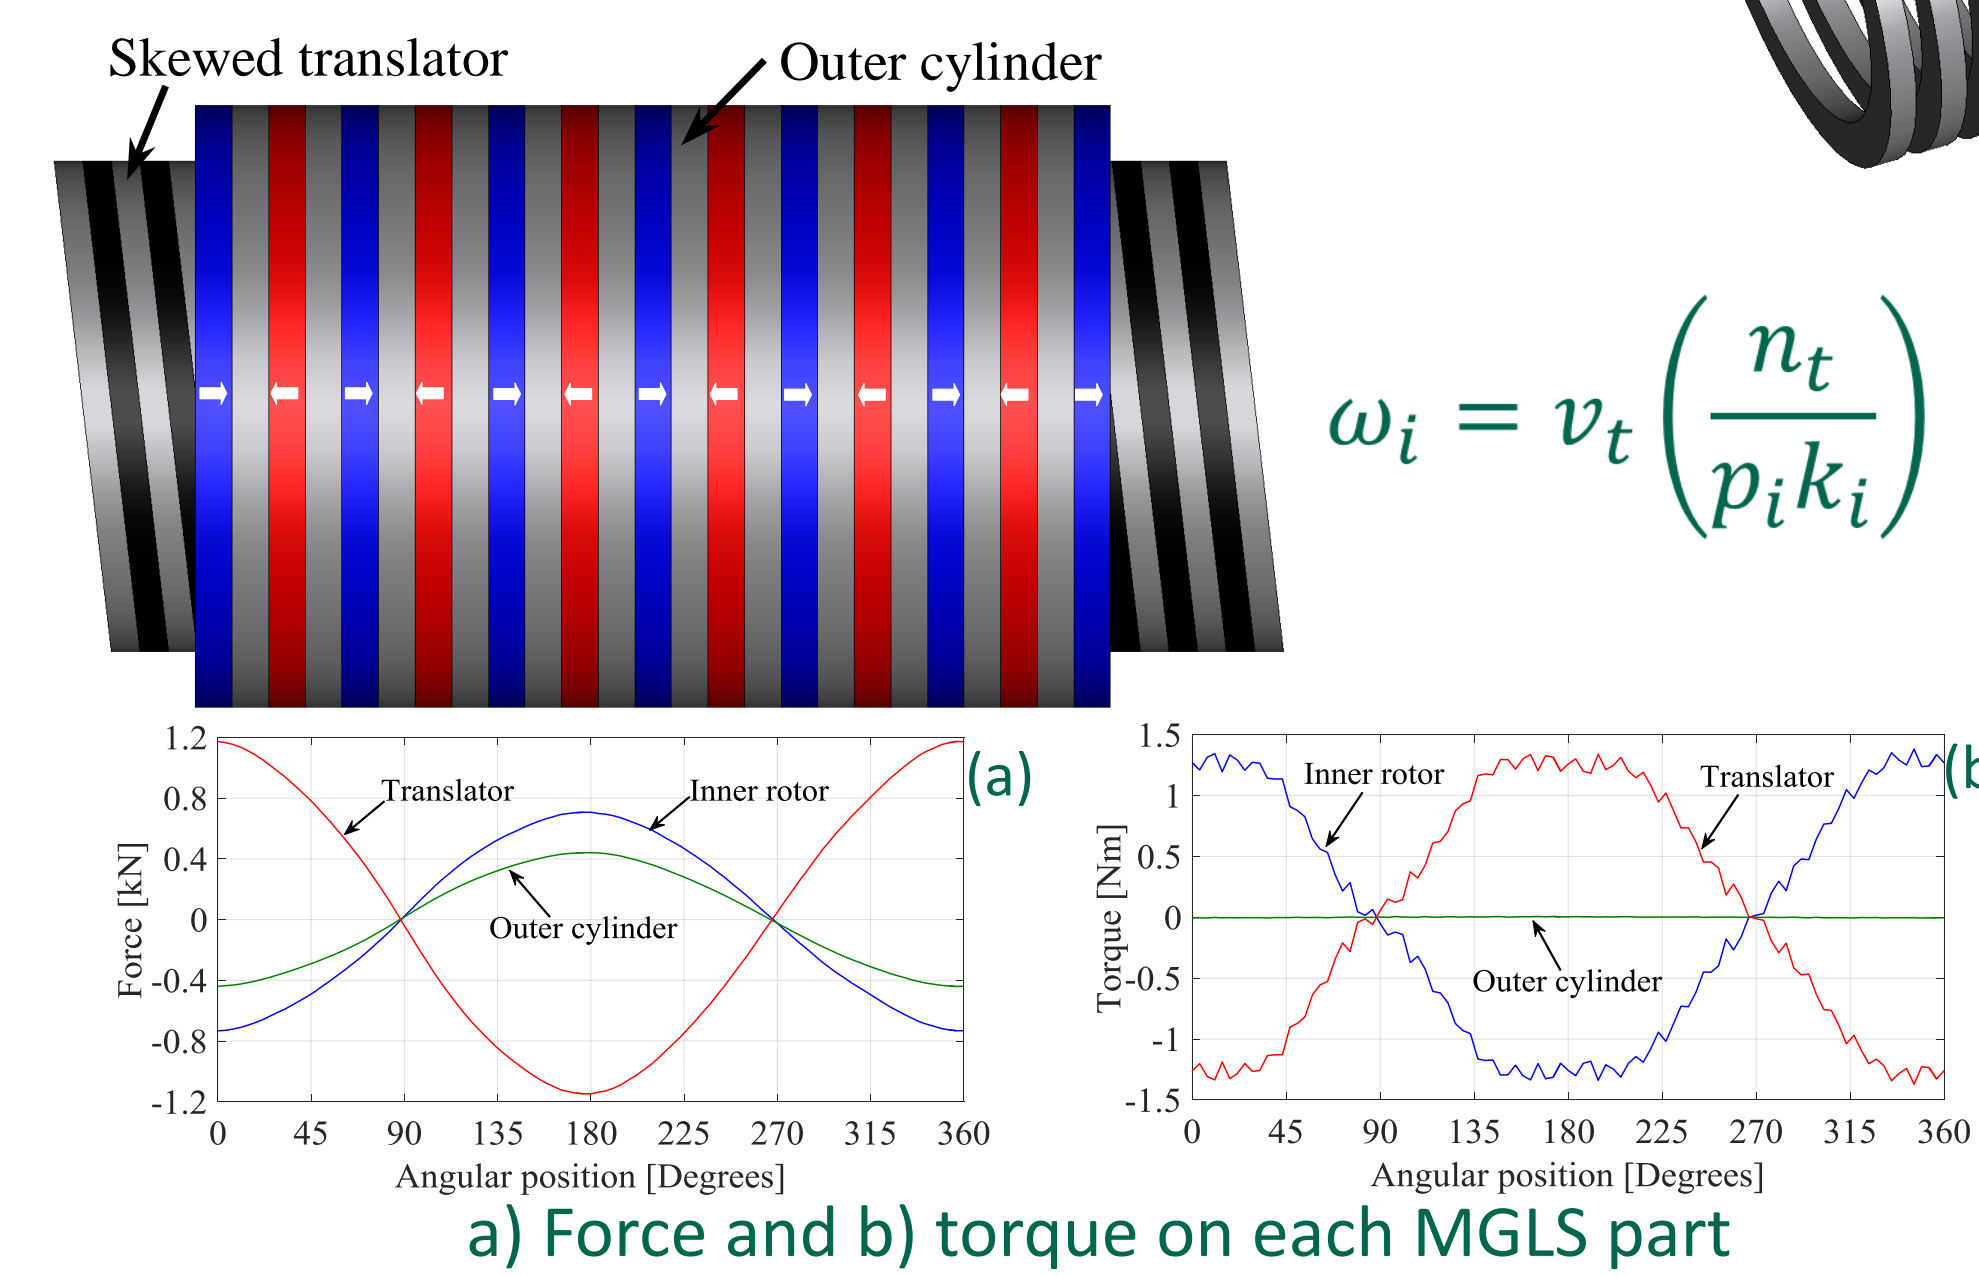 Skewed translator
Outer cylinder
ωᵢ = vₜ (nₜ / pᵢkᵢ)
(a)
1.2
0.8
0.4
0
-0.4
-0.8
-1.2
Force [kN]
Translator
Inner rotor
Outer cylinder
0 45 90 135 180 225 270 315 360
Angular position [Degrees]
(b
1.5
1
0.5
0
-0.5
-1
-1.5
Torque [Nm]
Inner rotor
Translator
Outer cylinder
0 45 90 135 180 225 270 315 360
Angular position [Degrees]
a) Force and b) torque on each MGLS part